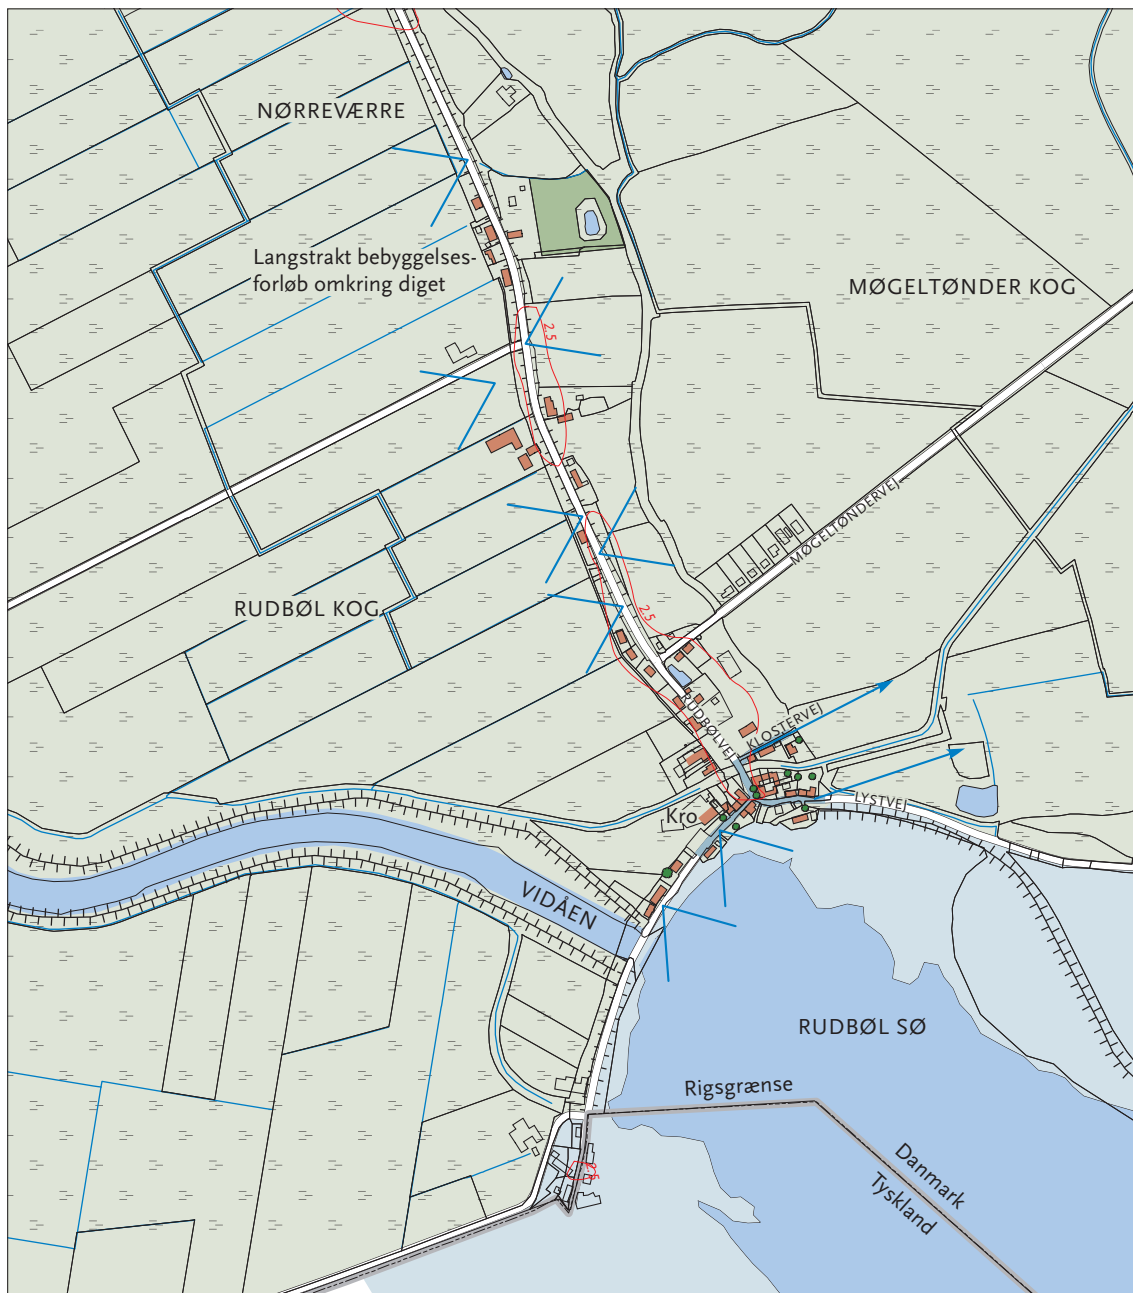 NØRREVÆRRE
Langstrakt bebyggelses-
forløb omkring diget
MØGELTØNDER KOG
2,5
MØGELTØNDERVEJ
RUDBØL KOG
2,5
RUDBØLVEJ
KLOSTERVEJ
LYSTVEJ
Kro
VIDÅEN
RUDBØL SØ
Rigsgrænse
Danmark
Tyskland
2,5